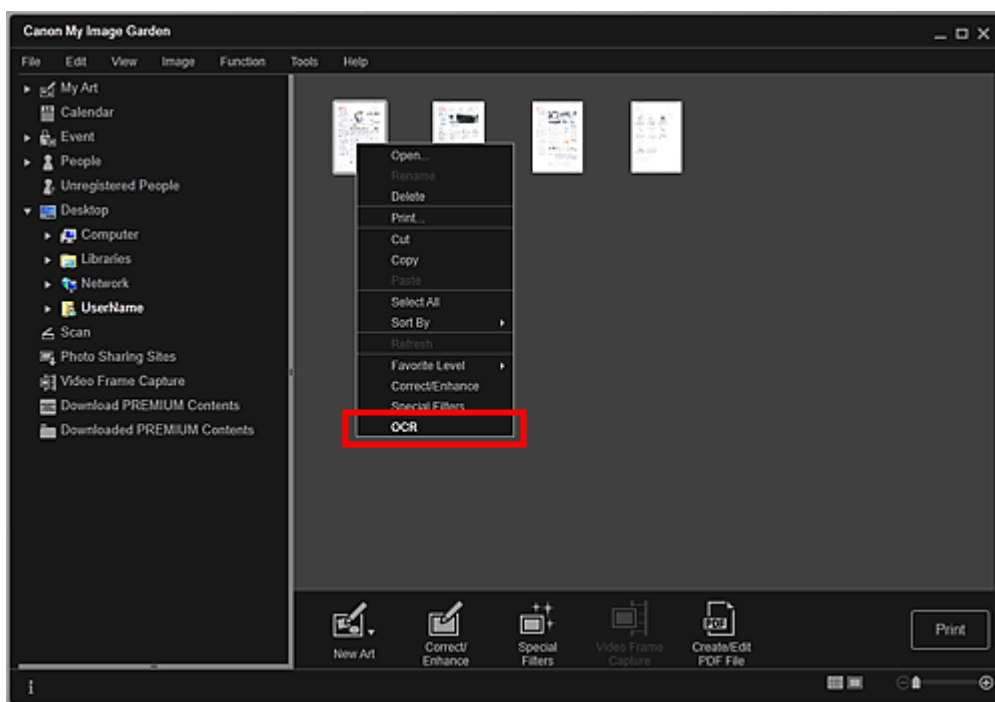 Canon My Image Garden
File Edit View Image Function Tools Help
My Art
Calendar
Event
People
Unregistered People
Desktop
Computer
Libraries
Network
UserName
Scan
Photo Sharing Sites
Video Frame Capture
Download PREMIUM Contents
Downloaded PREMIUM Contents
Open...
Rename
Delete
Print...
Cut
Copy
Paste
Select All
Sort By
Refresh
Favorite Level
Correct/Enhance
Special Filters
OCR
New Art
Correct/
Enhance
Special
Filters
Video Frame
Capture
PDF
Create/Edit
PDF File
Print